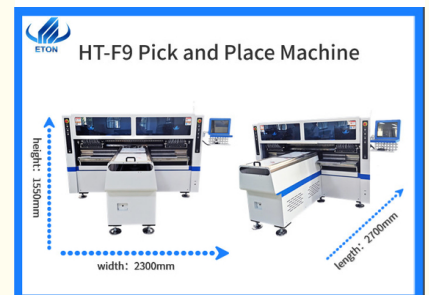 ETON
HT-F9 Pick and Place Machine
height: 1550mm
width: 2300mm
length: 2700mm